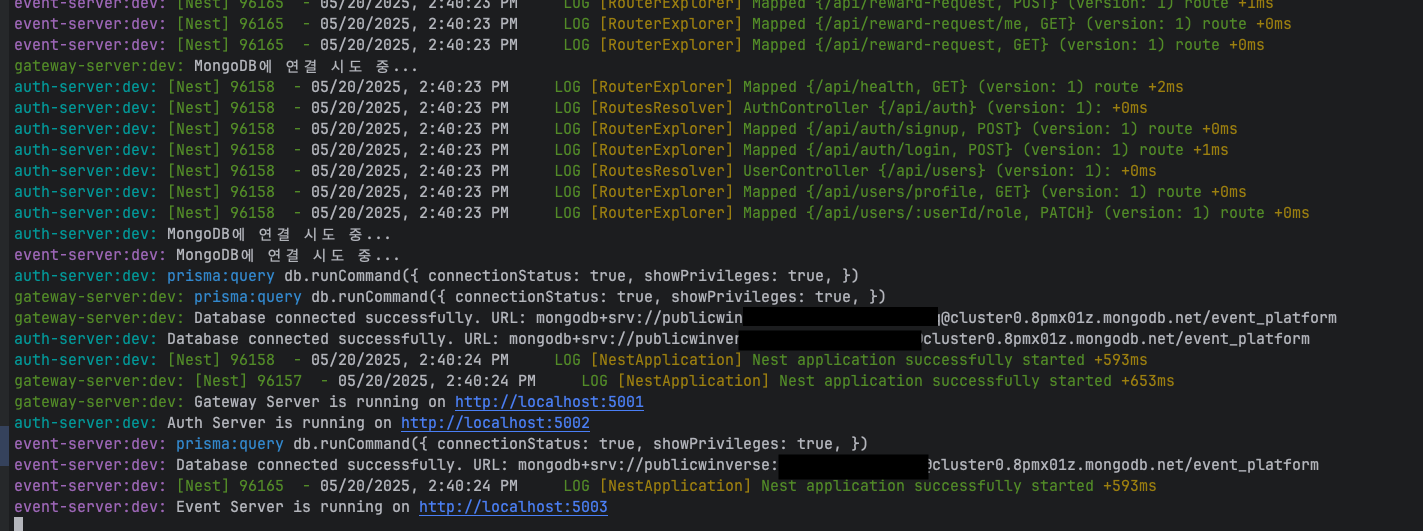 event-server:dev: [Nest] 96165  - 05/20/2025, 2:40:23 PM     LOG [RouterExplorer] Mapped {/api/reward-request, POST} (version: 1) route +1ms
event-server:dev: [Nest] 96165  - 05/20/2025, 2:40:23 PM     LOG [RouterExplorer] Mapped {/api/reward-request/me, GET} (version: 1) route +0ms
event-server:dev: [Nest] 96165  - 05/20/2025, 2:40:23 PM     LOG [RouterExplorer] Mapped {/api/reward-request, GET} (version: 1) route +0ms
gateway-server:dev: MongoDB에 연결 시도 중...
auth-server:dev: [Nest] 96158  - 05/20/2025, 2:40:23 PM     LOG [RouterExplorer] Mapped {/api/health, GET} (version: 1) route +2ms
auth-server:dev: [Nest] 96158  - 05/20/2025, 2:40:23 PM     LOG [RoutesResolver] AuthController {/api/auth} (version: 1): +0ms
auth-server:dev: [Nest] 96158  - 05/20/2025, 2:40:23 PM     LOG [RouterExplorer] Mapped {/api/auth/signup, POST} (version: 1) route +0ms
auth-server:dev: [Nest] 96158  - 05/20/2025, 2:40:23 PM     LOG [RouterExplorer] Mapped {/api/auth/login, POST} (version: 1) route +1ms
auth-server:dev: [Nest] 96158  - 05/20/2025, 2:40:23 PM     LOG [RoutesResolver] UserController {/api/users} (version: 1): +0ms
auth-server:dev: [Nest] 96158  - 05/20/2025, 2:40:23 PM     LOG [RouterExplorer] Mapped {/api/users/profile, GET} (version: 1) route +0ms
auth-server:dev: [Nest] 96158  - 05/20/2025, 2:40:23 PM     LOG [RouterExplorer] Mapped {/api/users/:userId/role, PATCH} (version: 1) route +0ms
auth-server:dev: MongoDB에 연결 시도 중...
event-server:dev: MongoDB에 연결 시도 중...
auth-server:dev: prisma:query db.runCommand({ connectionStatus: true, showPrivileges: true, })
gateway-server:dev: prisma:query db.runCommand({ connectionStatus: true, showPrivileges: true, })
gateway-server:dev: Database connected successfully. URL: mongodb+srv://publicwin @cluster0.8pmx01z.mongodb.net/event_platform
auth-server:dev: Database connected successfully. URL: mongodb+srv://publicwinver @cluster0.8pmx01z.mongodb.net/event_platform
auth-server:dev: [Nest] 96158  - 05/20/2025, 2:40:24 PM     LOG [NestApplication] Nest application successfully started +593ms
gateway-server:dev: [Nest] 96157  - 05/20/2025, 2:40:24 PM     LOG [NestApplication] Nest application successfully started +653ms
gateway-server:dev: Gateway Server is running on http://localhost:5001
auth-server:dev: Auth Server is running on http://localhost:5002
event-server:dev: prisma:query db.runCommand({ connectionStatus: true, showPrivileges: true, })
event-server:dev: Database connected successfully. URL: mongodb+srv://publicwinverse: @cluster0.8pmx01z.mongodb.net/event_platform
event-server:dev: [Nest] 96165  - 05/20/2025, 2:40:24 PM     LOG [NestApplication] Nest application successfully started +593ms
event-server:dev: Event Server is running on http://localhost:5003